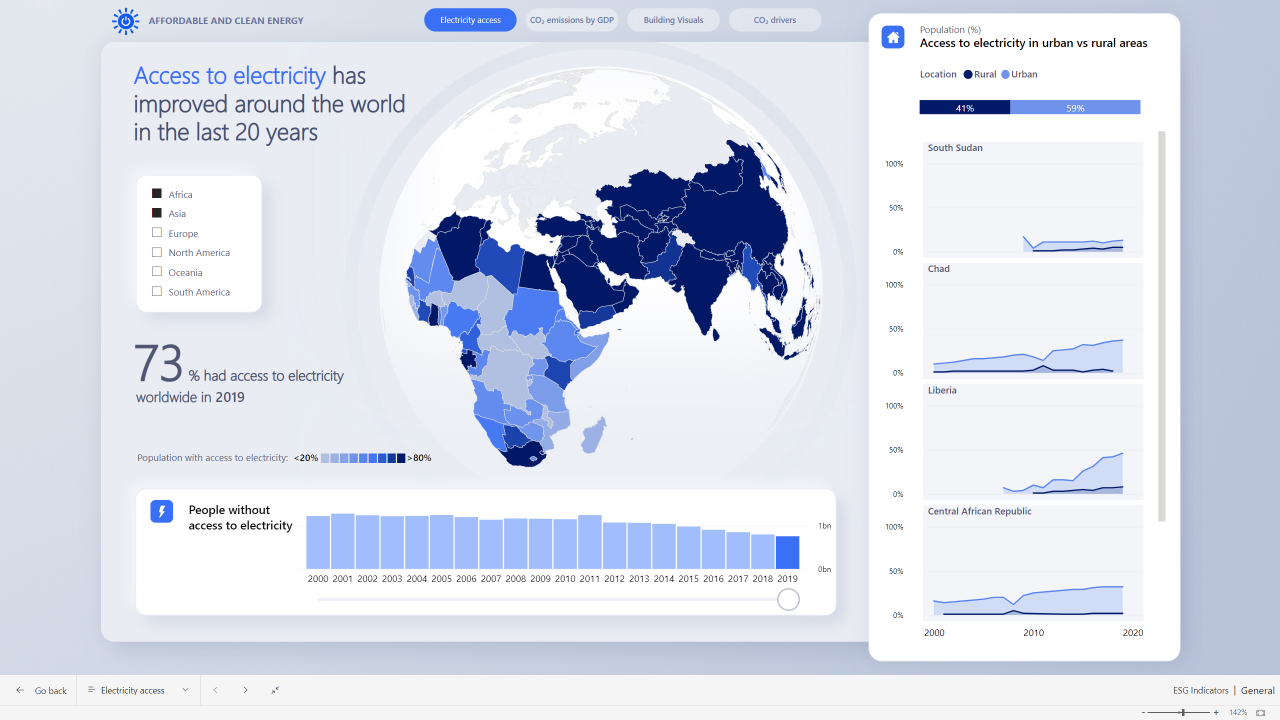 AFFORDABLE AND CLEAN ENERGY
Electricity access
CO₂ emissions by GDP
Building Visuals
CO₂ drivers
Access to electricity has
improved around the world
in the last 20 years
Africa
Asia
Europe
North America
Oceania
South America
73 % had access to electricity
worldwide in 2019
Population with access to electricity: <20% >80%
People without
access to electricity
1bn
0bn
2000 2001 2002 2003 2004 2005 2006 2007 2008 2009 2010 2011 2012 2013 2014 2015 2016 2017 2018 2019
Population (%)
Access to electricity in urban vs rural areas
Location Rural Urban
41% 59%
South Sudan
100%
50%
0%
Chad
100%
50%
0%
Liberia
100%
50%
0%
Central African Republic
100%
50%
0%
2000 2010 2020
Go back
Electricity access
ESG Indicators | General
- + 142%